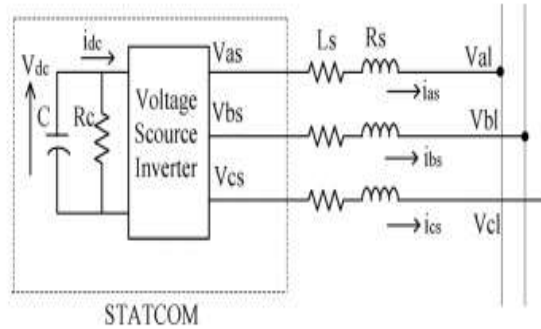 idc
Vas
Ls
Rs
Val
Vdc
ias
C
Rc
Voltage
Scource
Inverter
Vbs
Vbl
ibs
Vcs
ics
Vcl
STATCOM